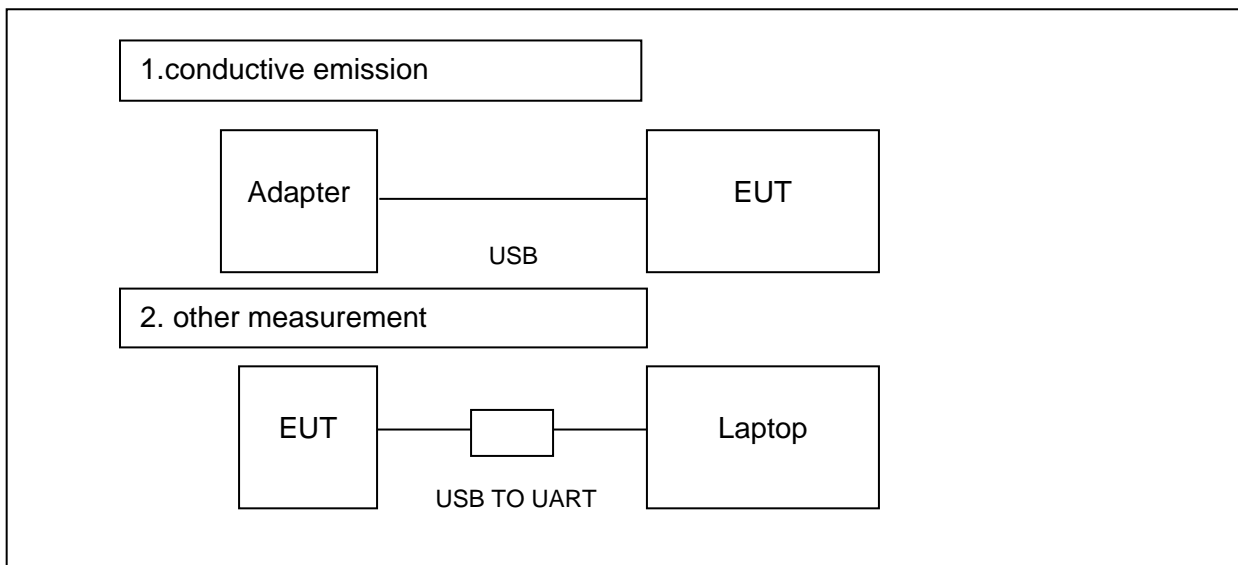 1.conductive emission
Adapter
EUT
USB
2. other measurement
EUT
Laptop
USB TO UART